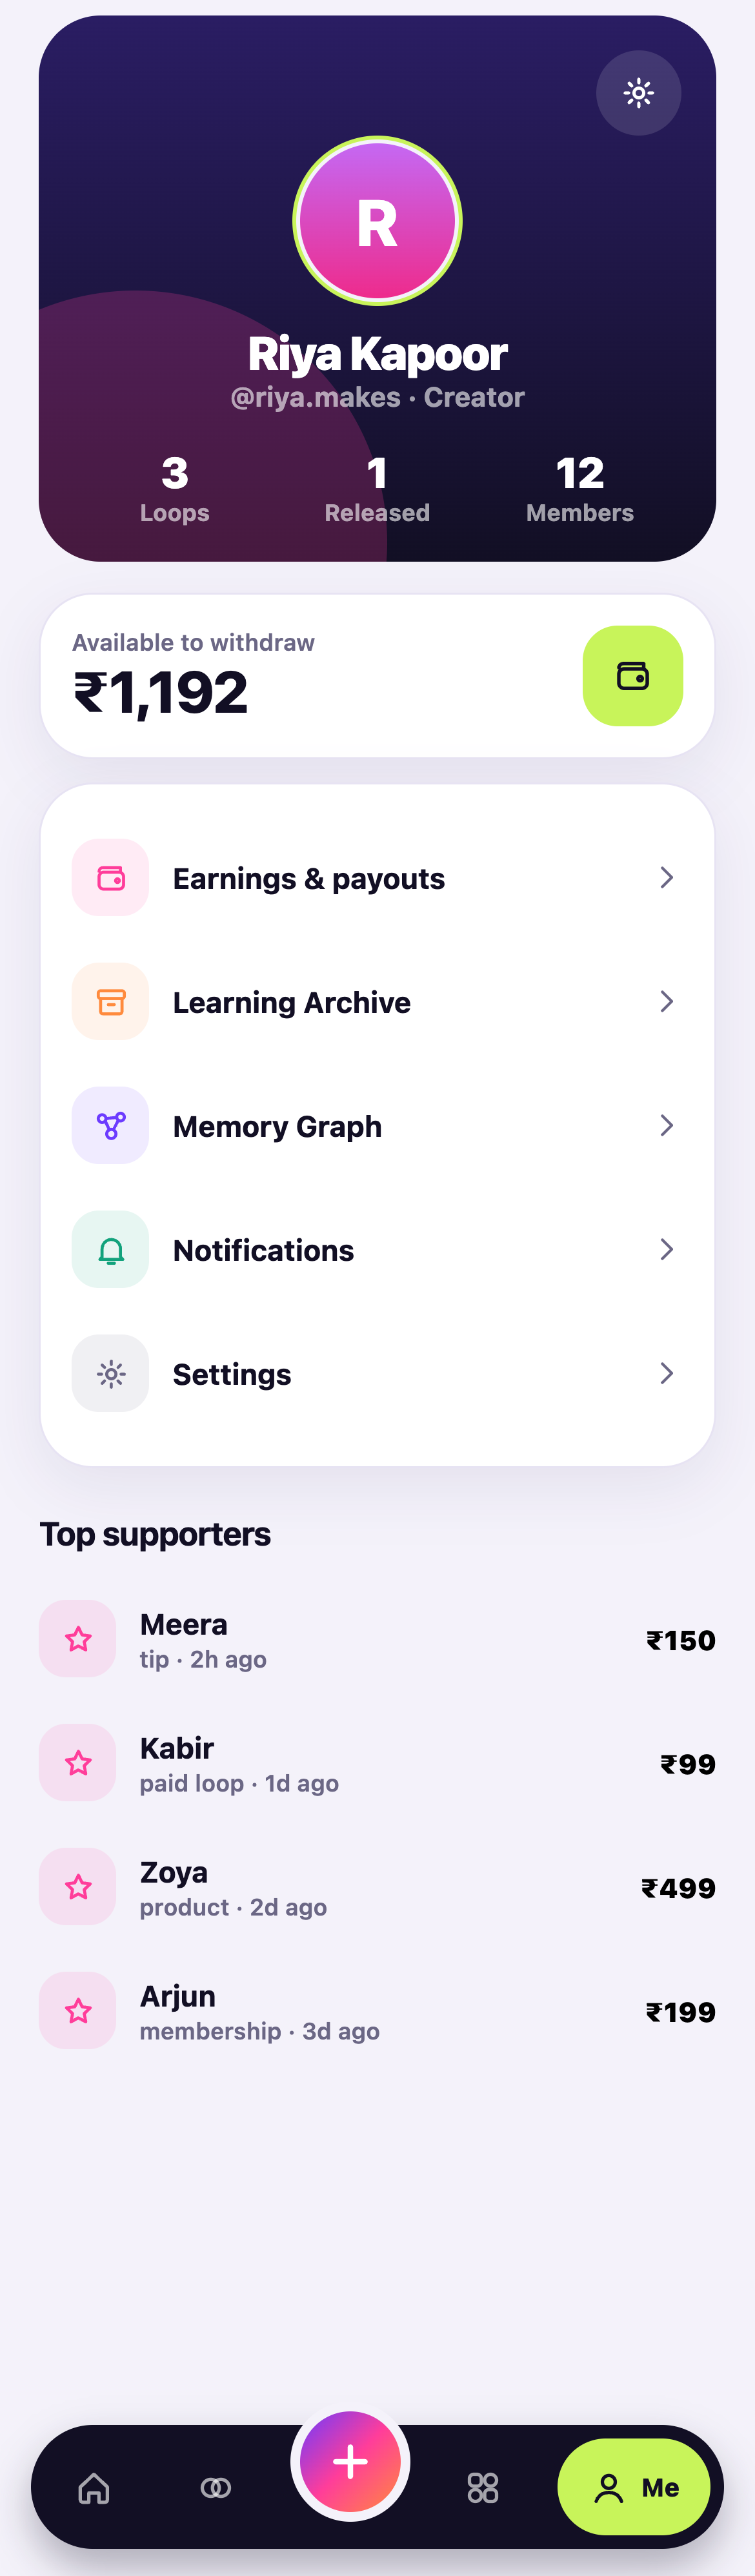 R
Riya Kapoor
@riya.makes · Creator
3 1 12
Loops Released Members
Available to withdraw
₹1,192
Earnings & payouts
Learning Archive
Memory Graph
Notifications
Settings
Top supporters
Meera
tip · 2h ago
₹150
Kabir
paid loop · 1d ago
₹99
Zoya
product · 2d ago
₹499
Arjun
membership · 3d ago
₹199
Me